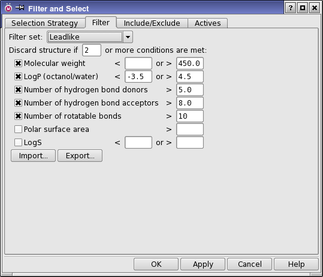 Filter and Select
?
Selection Strategy Filter Include/Exclude Actives
Filter set: Leadlike
Discard structure if 2 or more conditions are met:
Molecular weight < or > 450.0
LogP (octanol/water) < -3.5 or > 4.5
Number of hydrogen bond donors > 5.0
Number of hydrogen bond acceptors > 8.0
Number of rotatable bonds > 10
Polar surface area >
LogS < or >
Import... Export...
OK Apply Cancel Help